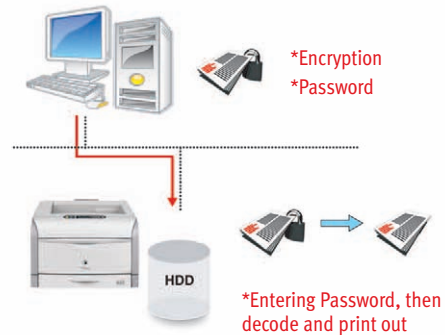 *Encryption
*Password
HDD
*Entering Password, then
decode and print out